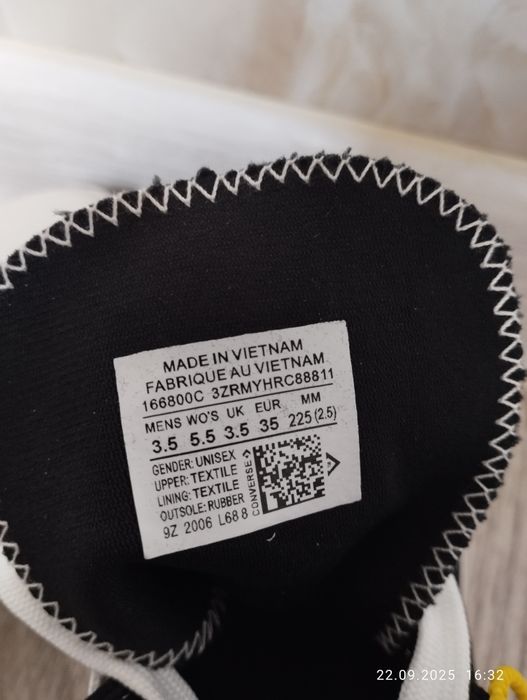 MADE IN VIETNAM
FABRIQUE AU VIETNAM
166800C 3ZRMYHRC88811
MENS WO'S UK EUR MM
3.5 5.5 3.5 35 225 (2.5)
GENDER: UNISEX
UPPER: TEXTILE
LINING: TEXTILE
OUTSOLE: RUBBER
9Z 2006 L68 8
CONVERSE
22.09.2025 16:32